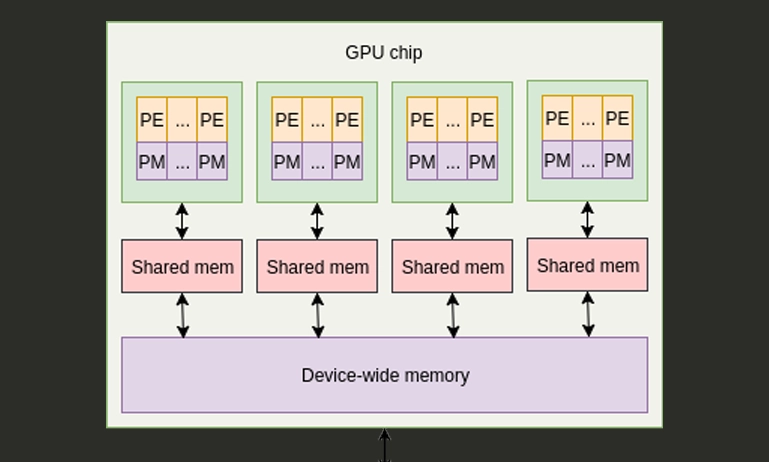 GPU chip
PE ... PE PE ... PE PE ... PE PE ... PE
PM ... PM PM ... PM PM ... PM PM ... PM
Shared mem Shared mem Shared mem Shared mem
Device-wide memory